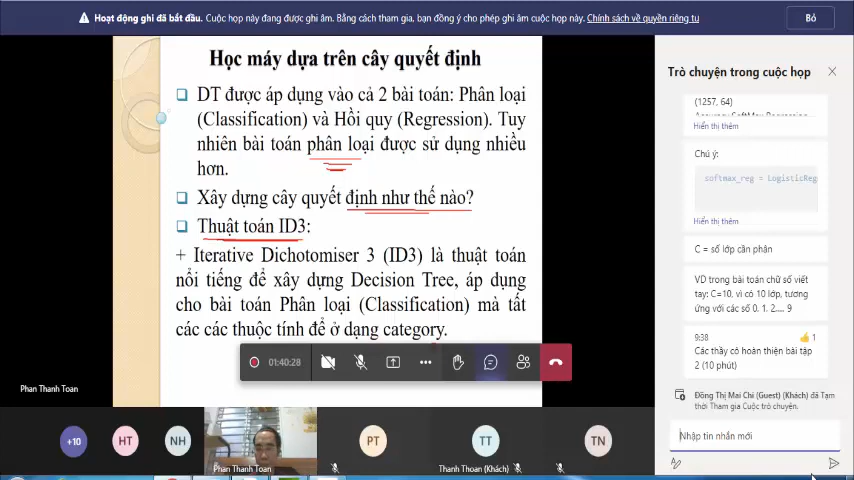 Hoạt động ghi đã bắt đầu. Cuộc họp này đang được ghi âm. Bằng cách tham gia, bạn đồng ý cho phép ghi âm cuộc họp này. Chính sách về quyền riêng tư
Bỏ
Học máy dựa trên cây quyết định
DT được áp dụng vào cả 2 bài toán: Phân loại
(Classification) và Hồi quy (Regression). Tuy
nhiên bài toán phân loại được sử dụng nhiều
hơn.
Xây dựng cây quyết định như thế nào?
Thuật toán ID3:
+ Iterative Dichotomiser 3 (ID3) là thuật toán
nổi tiếng để xây dựng Decision Tree, áp dụng
cho bài toán Phân loại (Classification) mà tất
các các thuộc tính để ở dạng category.
01:40:28
Phan Thanh Toan
+10
HT
NH
Phan Thanh Toan
PT
TT
Thanh Thoan (Khách)
TN
Trò chuyện trong cuộc họp
(1257, 64)
Hiển thị thêm
Chú ý:
softmax_reg = LogisticReg
Hiển thị thêm
C = số lớp cần phận
VD trong bài toán chữ số viết
tay: C=10, vì có 10 lớp, tương
ứng với các số 0. 1. 2.... 9
9:38
1
Các thầy cô hoàn thiện bài tập
2 (10 phút)
Đồng Thị Mai Chi (Guest) (Khách) đã Tạm
thời Tham gia Cuộc trò chuyện.
Nhập tin nhắn mới